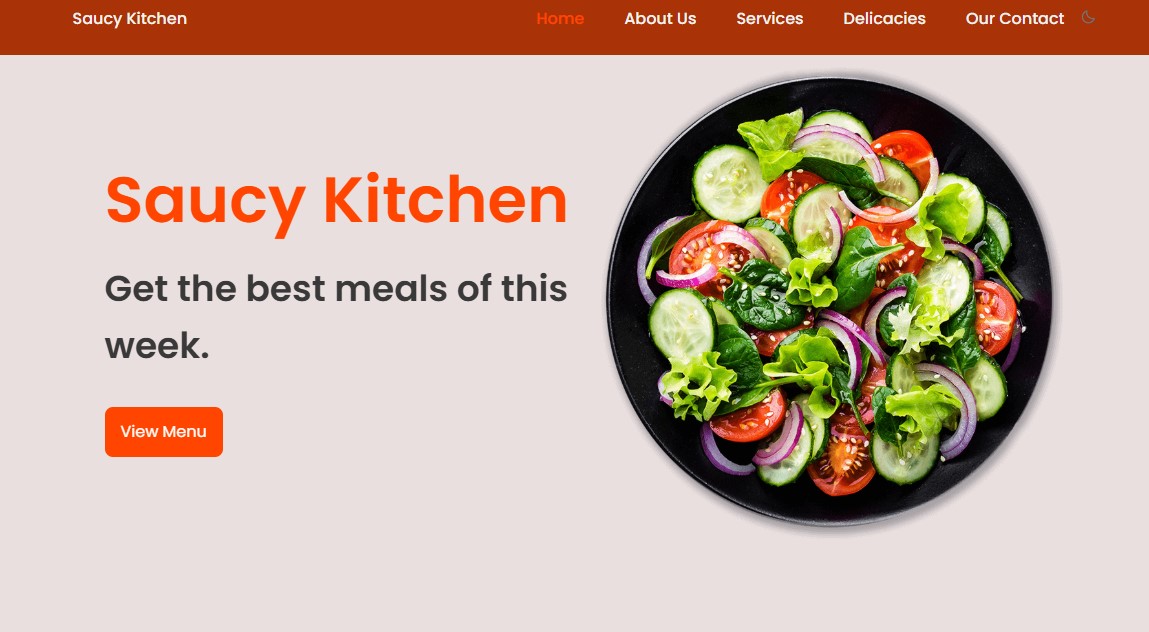 Saucy Kitchen
Home About Us Services Delicacies Our Contact
Saucy Kitchen
Get the best meals of this
week.
View Menu